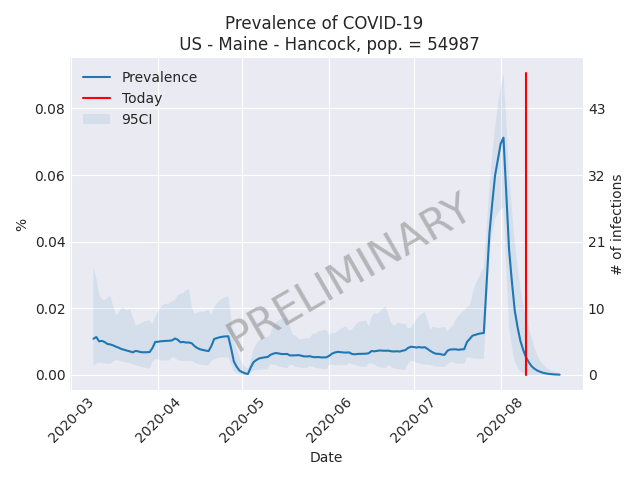 Prevalence of COVID-19
US - Maine - Hancock, pop. = 54987
Prevalence
Today
95CI
0.08
0.06
0.04
0.02
0.00
43
32
21
10
0
%
# of infections
PRELIMINARY
2020-03
2020-04
2020-05
2020-06
2020-07
2020-08
Date